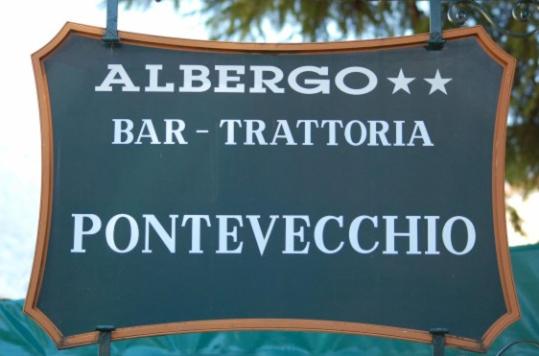 ALBERGO ★★
BAR - TRATTORIA
PONTEVECCHIO